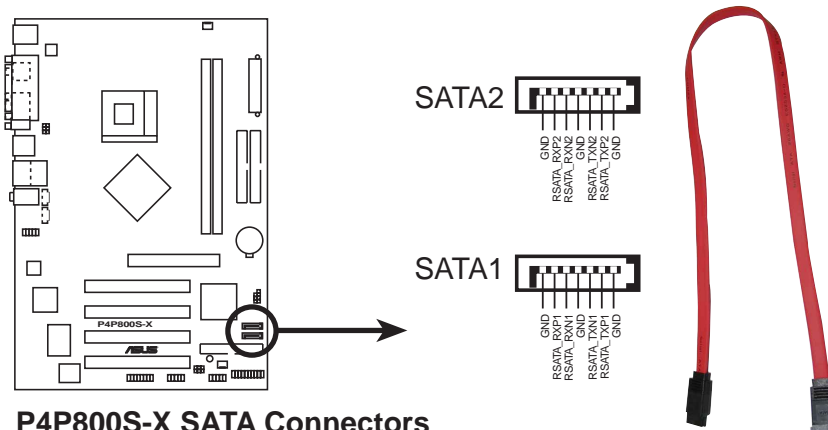 SATA2
GND
RSATA_RXP2
RSATA_RXN2
GND
RSATA_TXN2
RSATA_TXP2
GND
SATA1
GND
RSATA_RXP1
RSATA_RXN1
GND
RSATA_TXN1
RSATA_TXP1
GND
P4P800S-X
ASUS
P4P800S-X SATA Connectors